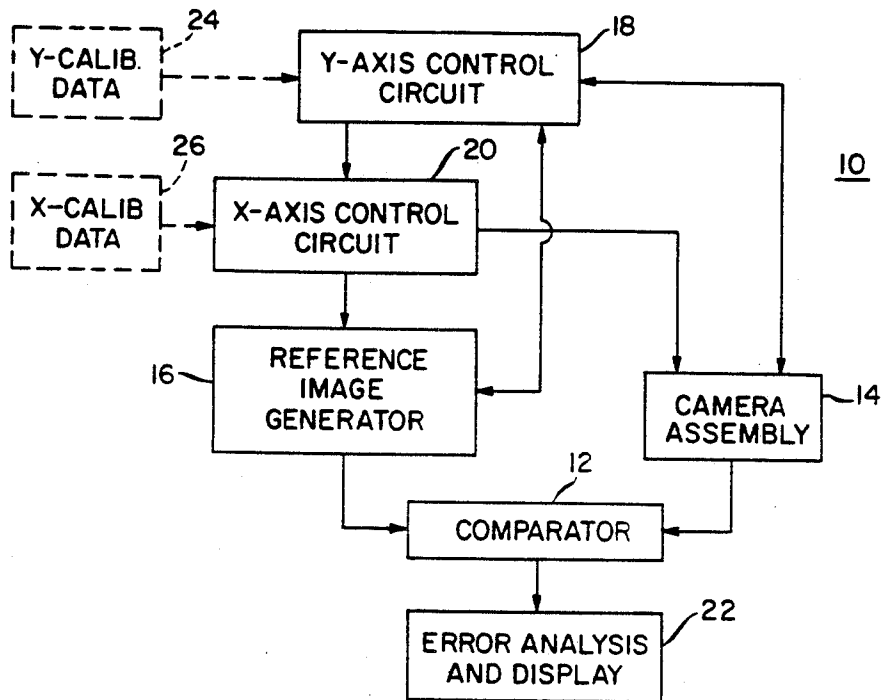 24
18
Y-CALIB.
DATA
Y-AXIS CONTROL
CIRCUIT
26
20
10
X-CALIB
DATA
X-AXIS CONTROL
CIRCUIT
16
REFERENCE
IMAGE
GENERATOR
14
CAMERA
ASSEMBLY
12
COMPARATOR
22
ERROR ANALYSIS
AND DISPLAY